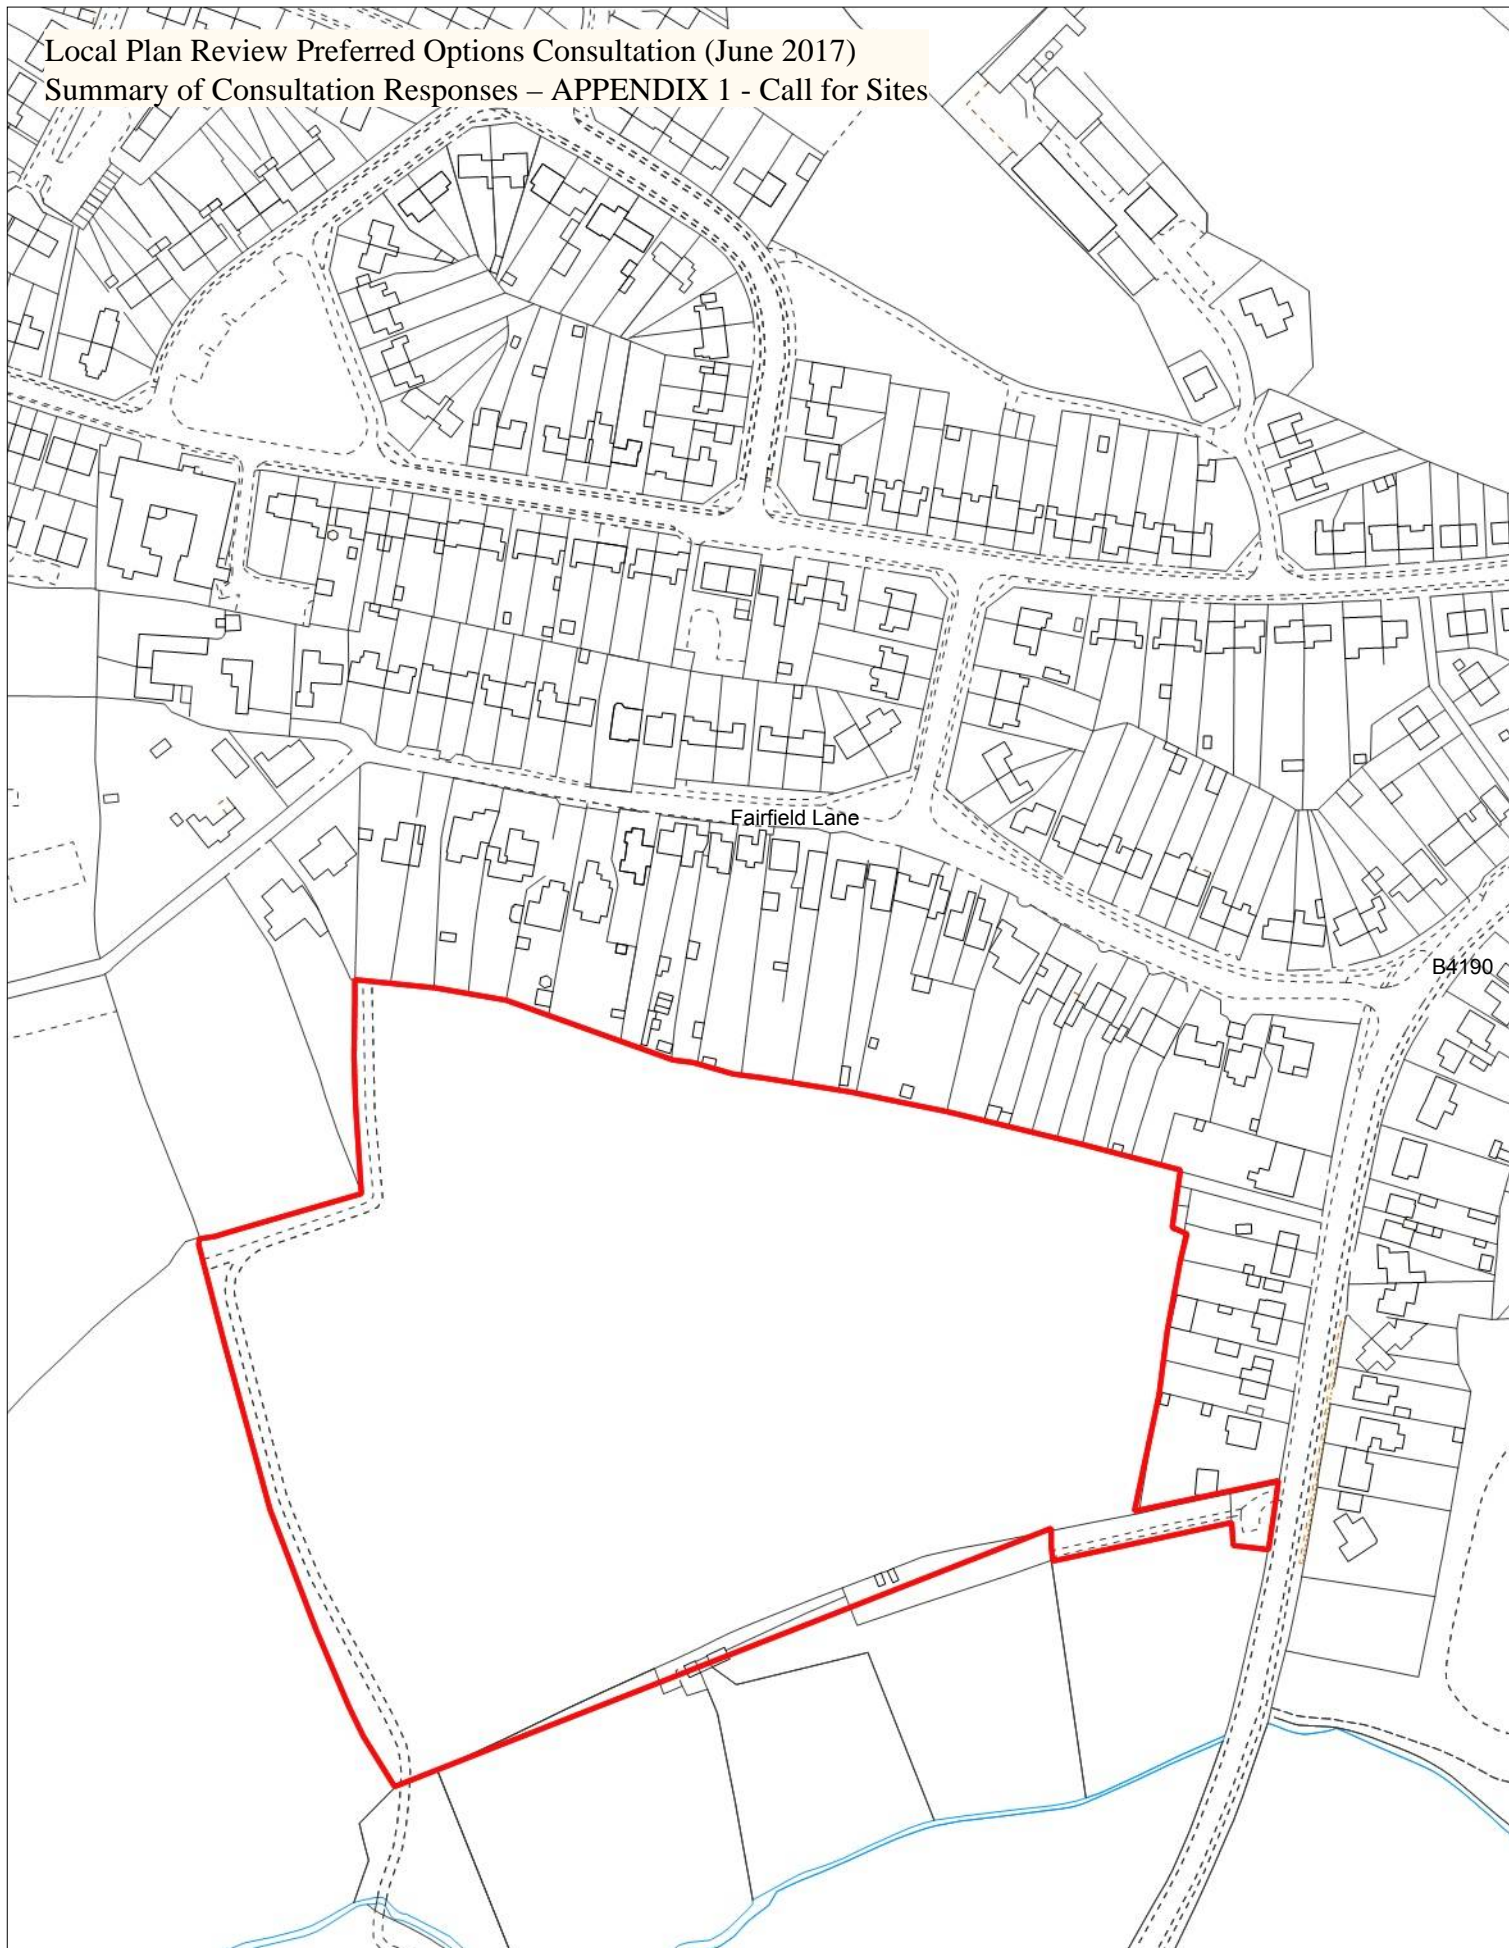 Local Plan Review Preferred Options Consultation (June 2017)
Summary of Consultation Responses – APPENDIX 1 - Call for Sites
Fairfield Lane
B4190